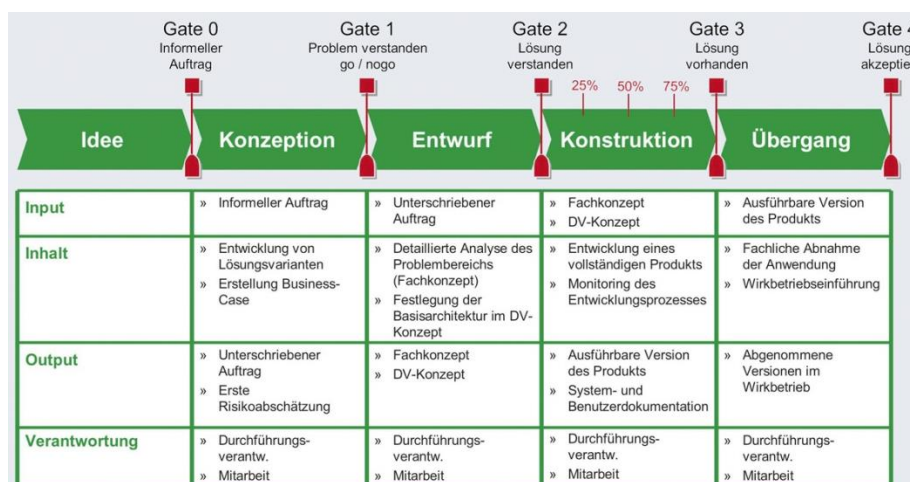 Gate 0
Informeller
Auftrag
Gate 1
Problem verstanden
go / nogo
Gate 2
Lösung
verstanden
Gate 3
Lösung
vorhanden
Gate 4
Lösung
akzeptie
25%
50%
75%
Idee
Konzeption
Entwurf
Konstruktion
Übergang
Input
» Informeller Auftrag
» Unterschriebener
Auftrag
» Fachkonzept
» DV-Konzept
» Ausführbare Version
des Produkts
Inhalt
» Entwicklung von
Lösungsvarianten
» Erstellung Business-
Case
» Detaillierte Analyse des
Problembereichs
(Fachkonzept)
» Festlegung der
Basisarchitektur im DV-
Konzept
» Entwicklung eines
vollständigen Produkts
» Monitoring des
Entwicklungsprozesses
» Fachliche Abnahme
der Anwendung
» Wirkbetriebseinführung
Output
» Unterschriebener
Auftrag
» Erste
Risikoabschätzung
» Fachkonzept
» DV-Konzept
» Ausführbare Version
des Produkts
» System- und
Benutzerdokumentation
» Abgenommene
Versionen im
Wirkbetrieb
Verantwortung
» Durchführungs-
verantw.
» Mitarbeit
» Durchführungs-
verantw.
» Mitarbeit
» Durchführungs-
verantw.
» Mitarbeit
» Durchführungs-
verantw.
» Mitarbeit